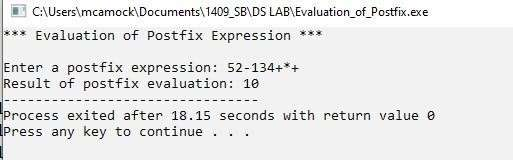 C:\Users\mcamock\Documents\1409_SB\DS LAB\Evaluation_of_Postfix.exe
*** Evaluation of Postfix Expression ***
Enter a postfix expression: 52-134+*+
Result of postfix evaluation: 10
--------------------------------
Process exited after 18.15 seconds with return value 0
Press any key to continue . . .